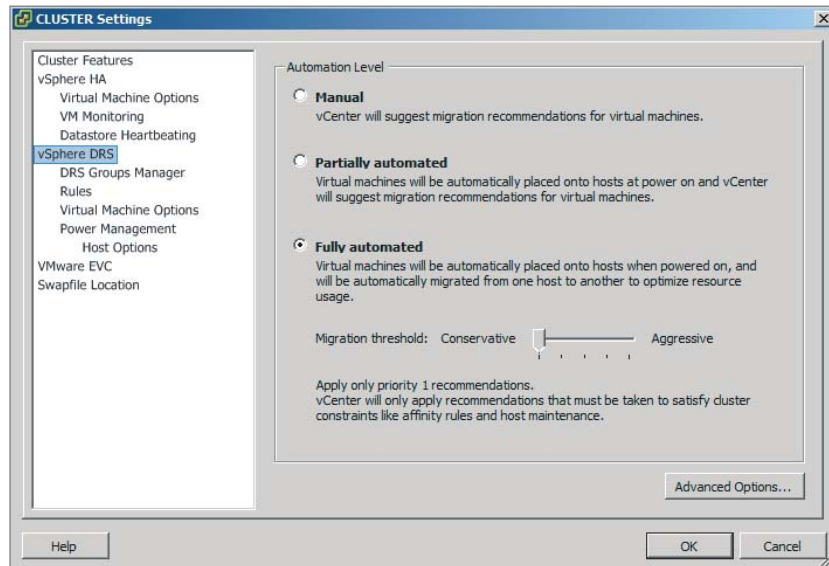 CLUSTER Settings
Cluster Features
vSphere HA
Virtual Machine Options
VM Monitoring
Datastore Heartbeating
vSphere DRS
DRS Groups Manager
Rules
Virtual Machine Options
Power Management
Host Options
VMware EVC
Swapfile Location
Automation Level
Manual
vCenter will suggest migration recommendations for virtual machines.
Partially automated
Virtual machines will be automatically placed onto hosts at power on and vCenter
will suggest migration recommendations for virtual machines.
Fully automated
Virtual machines will be automatically placed onto hosts when powered on, and
will be automatically migrated from one host to another to optimize resource
usage.
Migration threshold: Conservative Aggressive
Apply only priority 1 recommendations.
vCenter will only apply recommendations that must be taken to satisfy cluster
constraints like affinity rules and host maintenance.
Advanced Options...
Help OK Cancel